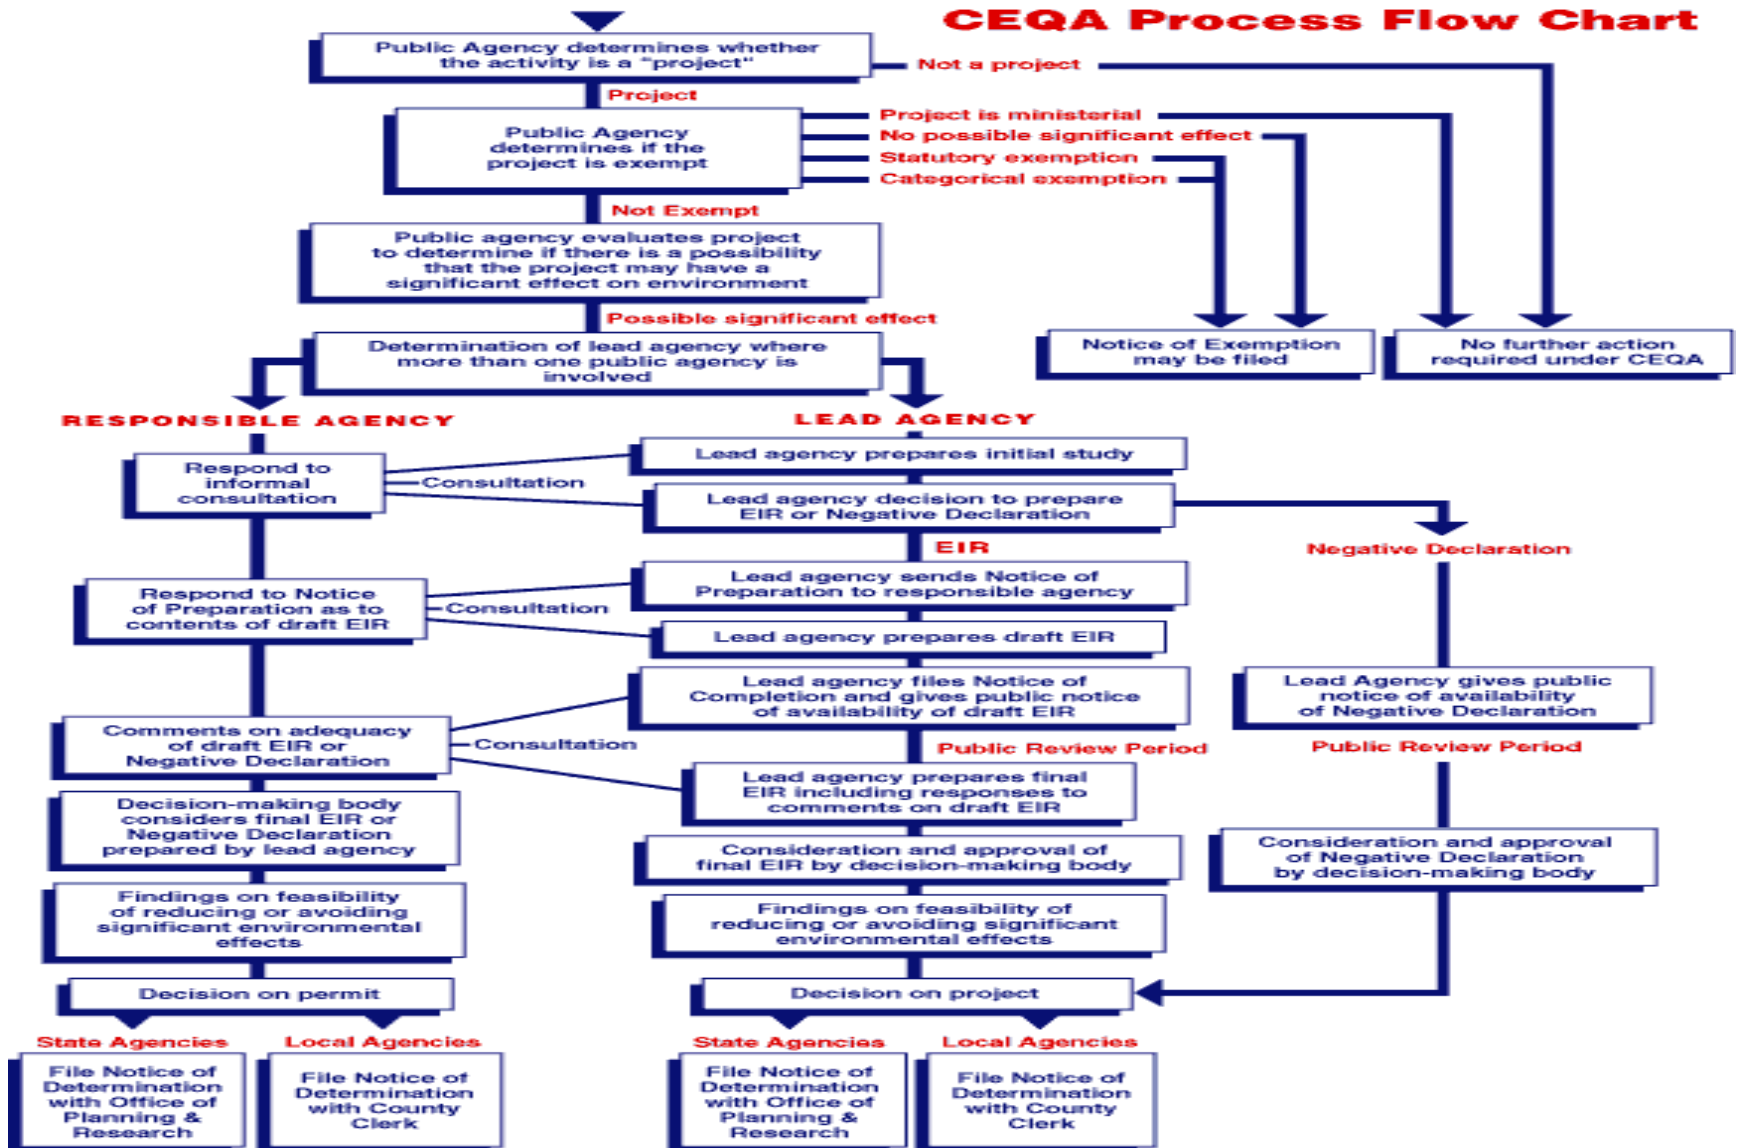 CEQA Process Flow Chart
Public Agency determines whether
the activity is a "project"
Not a project
Project
Public Agency
determines if the
project is exempt
Project is ministerial
No possible significant effect
Statutory exemption
Categorical exemption
Not Exempt
Public agency evaluates project
to determine if there is a possibility
that the project may have a
significant effect on environment
Possible significant effect
Determination of lead agency where
more than one public agency is
involved
Notice of Exemption
may be filed
No further action
required under CEQA
RESPONSIBLE AGENCY
LEAD AGENCY
Respond to
informal
consultation
Consultation
Lead agency prepares initial study
Lead agency decision to prepare
EIR or Negative Declaration
EIR
Negative Declaration
Respond to Notice
of Preparation as to
contents of draft EIR
Consultation
Lead agency sends Notice of
Preparation to responsible agency
Lead agency prepares draft EIR
Lead agency files Notice of
Completion and gives public notice
of availability of draft EIR
Lead Agency gives public
notice of availability
of Negative Declaration
Comments on adequacy
of draft EIR or
Negative Declaration
Consultation
Public Review Period
Public Review Period
Lead agency prepares final
EIR including responses to
comments on draft EIR
Decision-making body
considers final EIR or
Negative Declaration
prepared by lead agency
Consideration and approval of
final EIR by decision-making body
Consideration and approval
of Negative Declaration
by decision-making body
Findings on feasibility
of reducing or avoiding
significant environmental
effects
Findings on feasibility of
reducing or avoiding significant
environmental effects
Decision on permit
Decision on project
State Agencies
Local Agencies
State Agencies
Local Agencies
File Notice of
Determination
with Office of
Planning &
Research
File Notice of
Determination
with County
Clerk
File Notice of
Determination
with Office of
Planning &
Research
File Notice of
Determination
with County
Clerk